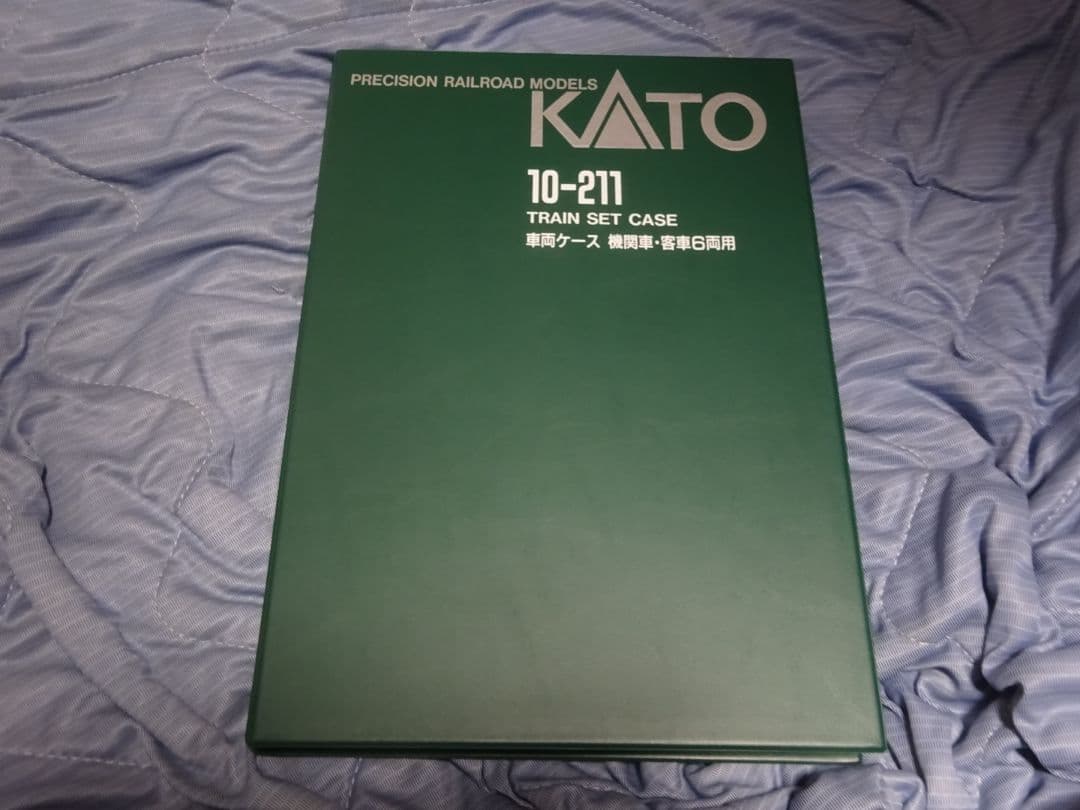 PRECISION RAILROAD MODELS
KATO
10-211
TRAIN SET CASE
車両ケース 機関車・客車6両用